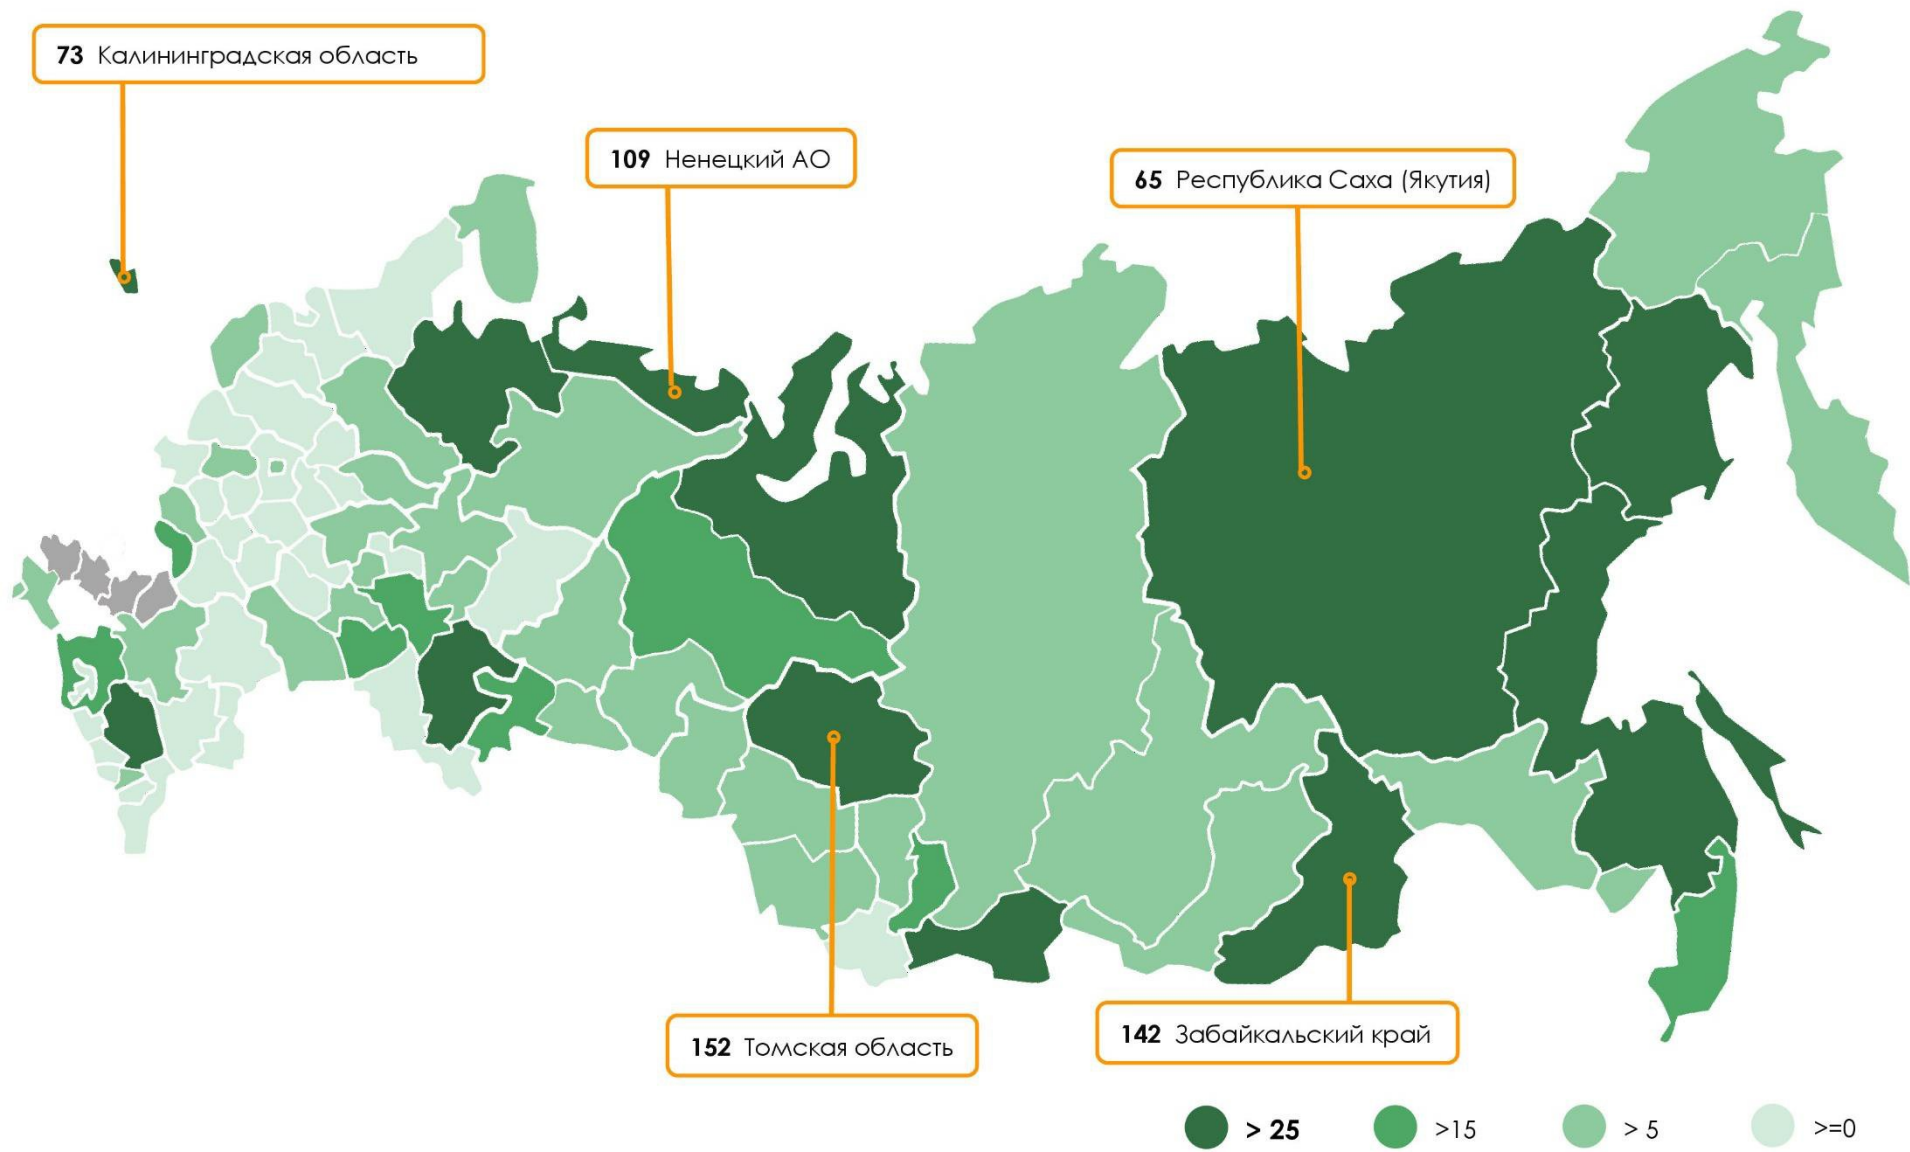 73 Калининградская область
109 Ненецкий АО
65 Республика Саха (Якутия)
152 Томская область
142 Забайкальский край
> 25
>15
> 5
>=0